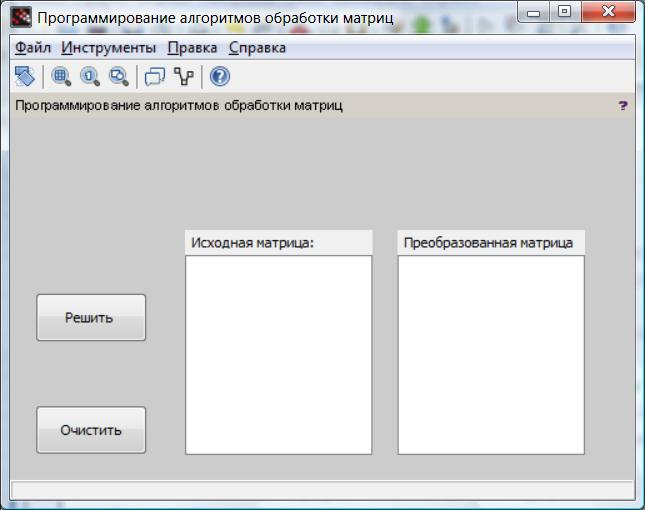 Программирование алгоритмов обработки матриц
Файл Инструменты Правка Справка
Программирование алгоритмов обработки матриц ?
Исходная матрица:
Преобразованная матрица
Решить
Очистить